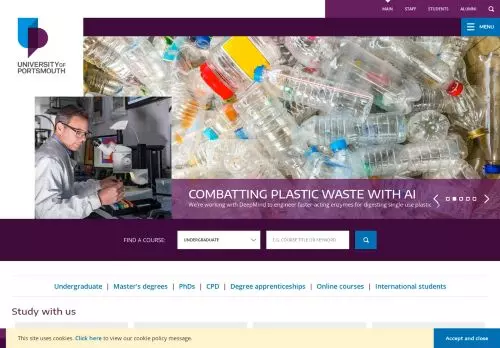 MAIN STAFF STUDENTS ALUMNI
MENU
UNIVERSITY OF
PORTSMOUTH
COMBATTING PLASTIC WASTE WITH AI
We're working with DeepMind to engineer faster-acting enzymes for digesting single use plastic
FIND A COURSE: UNDERGRADUATE E.G. COURSE TITLE OR KEYWORD
Undergraduate | Master's degrees | PhDs | CPD | Degree apprenticeships | Online courses | International students
Study with us
This site uses cookies. Click here to view our cookie policy message. Accept and close